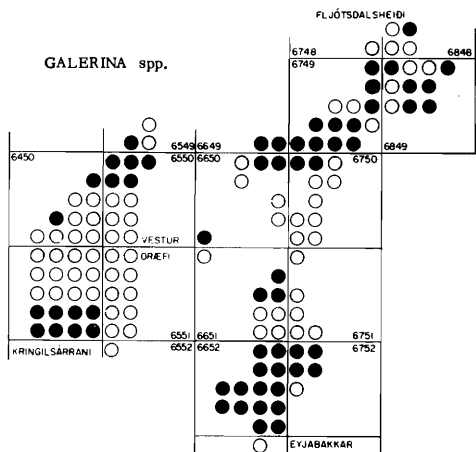 FLJÓTSDALSHEIÐI
GALERINA spp.
6748 6848
6749
6549 6649
6450 6550 6650 6750 6849
VESTUR
ÖRÆFI
6551 6651 6751
KRINGILSÁRRANI 6552 6652 6752
EYJABAKKAR